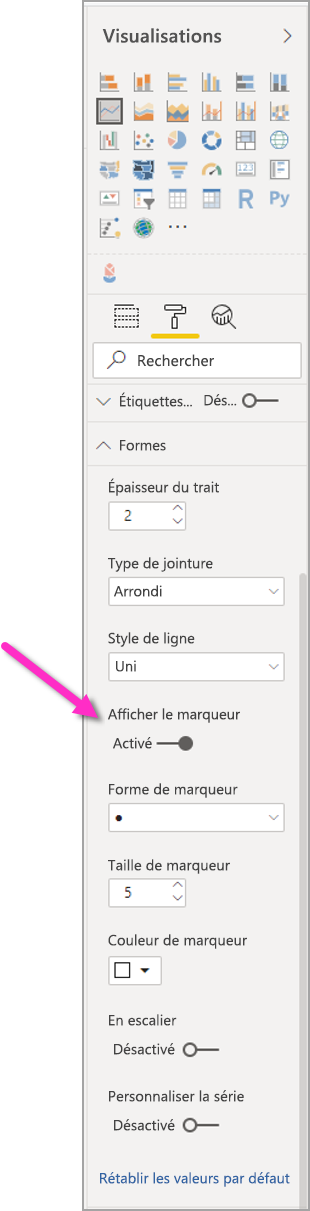 Visualisations
123
R Py
Rechercher
Étiquettes... Dés...
Formes
Épaisseur du trait
2
Type de jointure
Arrondi
Style de ligne
Uni
Afficher le marqueur
Activé
Forme de marqueur
Taille de marqueur
5
Couleur de marqueur
En escalier
Désactivé
Personnaliser la série
Désactivé
Rétablir les valeurs par défaut